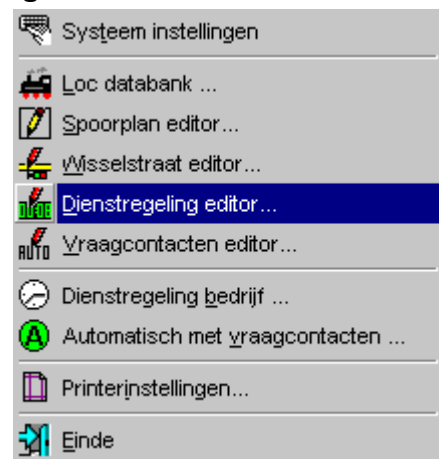 Systeem instellingen
Loc databank ...
Spoorplan editor...
Wisselstraat editor...
Dienstregeling editor...
AUTO Vraagcontacten editor...
Dienstregeling bedrijf ...
A Automatisch met vraagcontacten ...
Printerinstellingen...
Einde